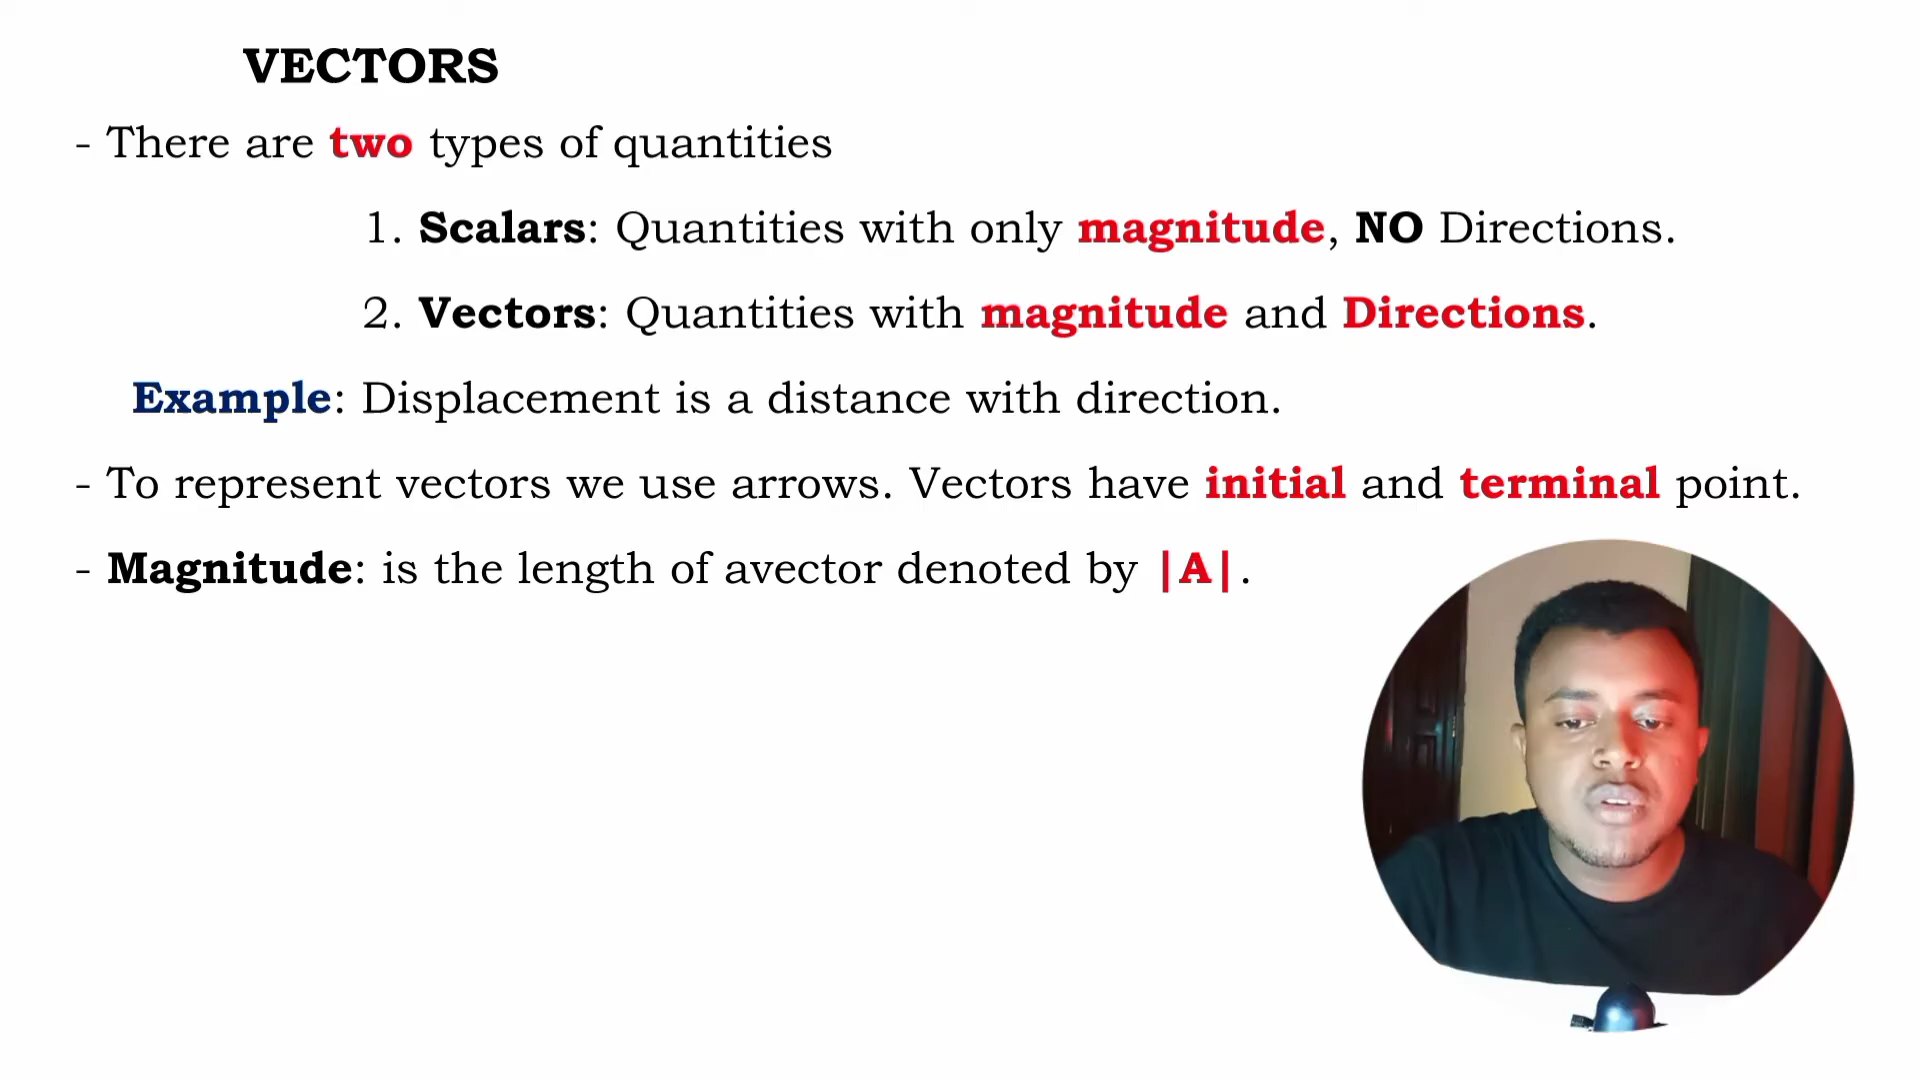 VECTORS
- There are two types of quantities
1. Scalars: Quantities with only magnitude, NO Directions.
2. Vectors: Quantities with magnitude and Directions.
Example: Displacement is a distance with direction.
- To represent vectors we use arrows. Vectors have initial and terminal point.
- Magnitude: is the length of avector denoted by |A|.